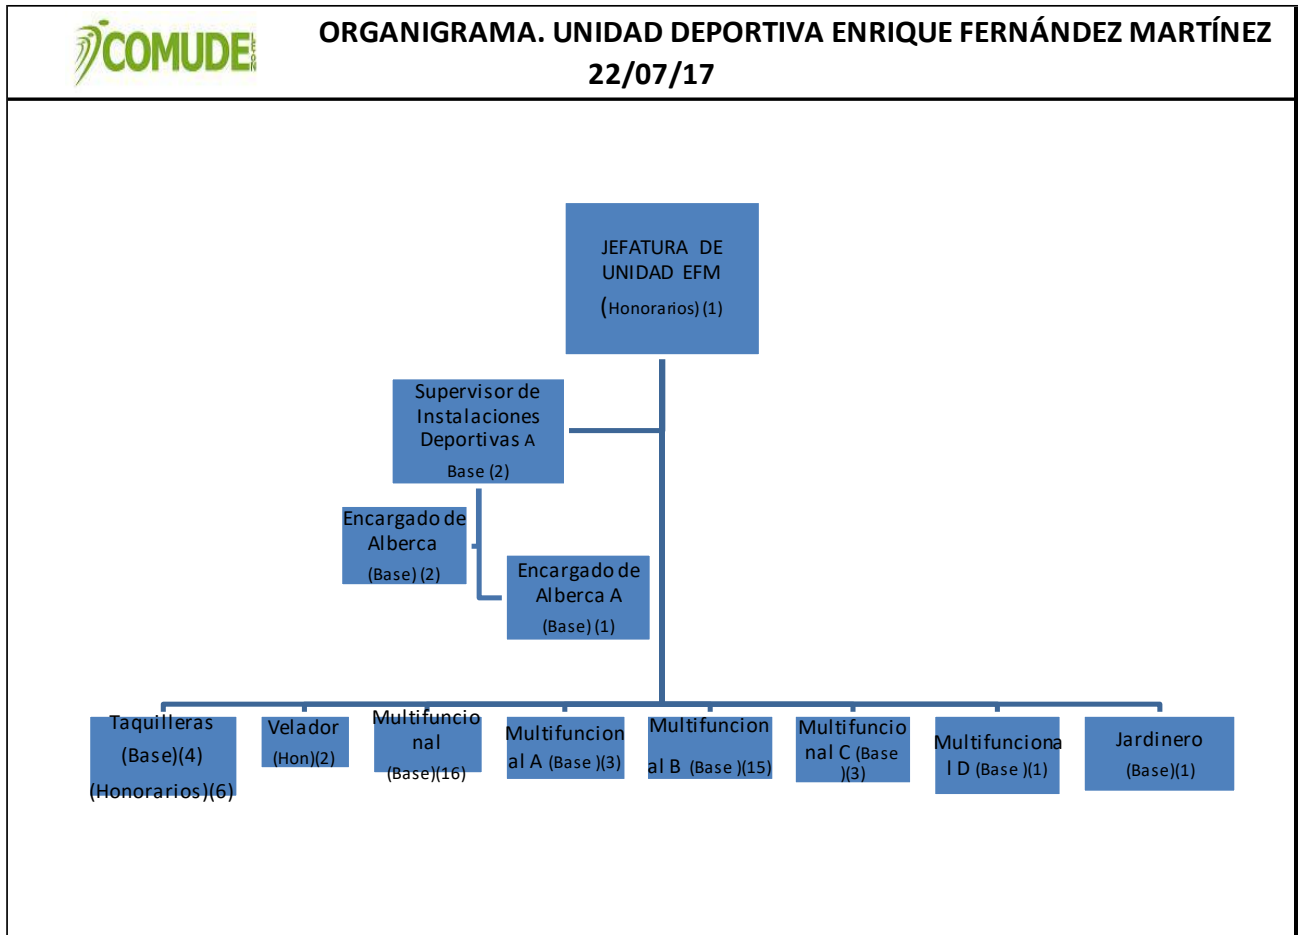 COMUDE
LEÓN
ORGANIGRAMA. UNIDAD DEPORTIVA ENRIQUE FERNÁNDEZ MARTÍNEZ
22/07/17
JEFATURA DE
UNIDAD EFM
(Honorarios) (1)
Supervisor de
Instalaciones
Deportivas A
Base (2)
Encargado de
Alberca
(Base) (2)
Encargado de
Alberca A
(Base) (1)
Taquilleras
(Base)(4)
(Honorarios)(6)
Velador
(Hon)(2)
Multifuncio
nal
(Base)(16)
Multifuncion
al A (Base )(3)
Multifuncion
al B (Base )(15)
Multifuncio
nal C (Base
)(3)
Multifunciona
l D (Base )(1)
Jardinero
(Base)(1)